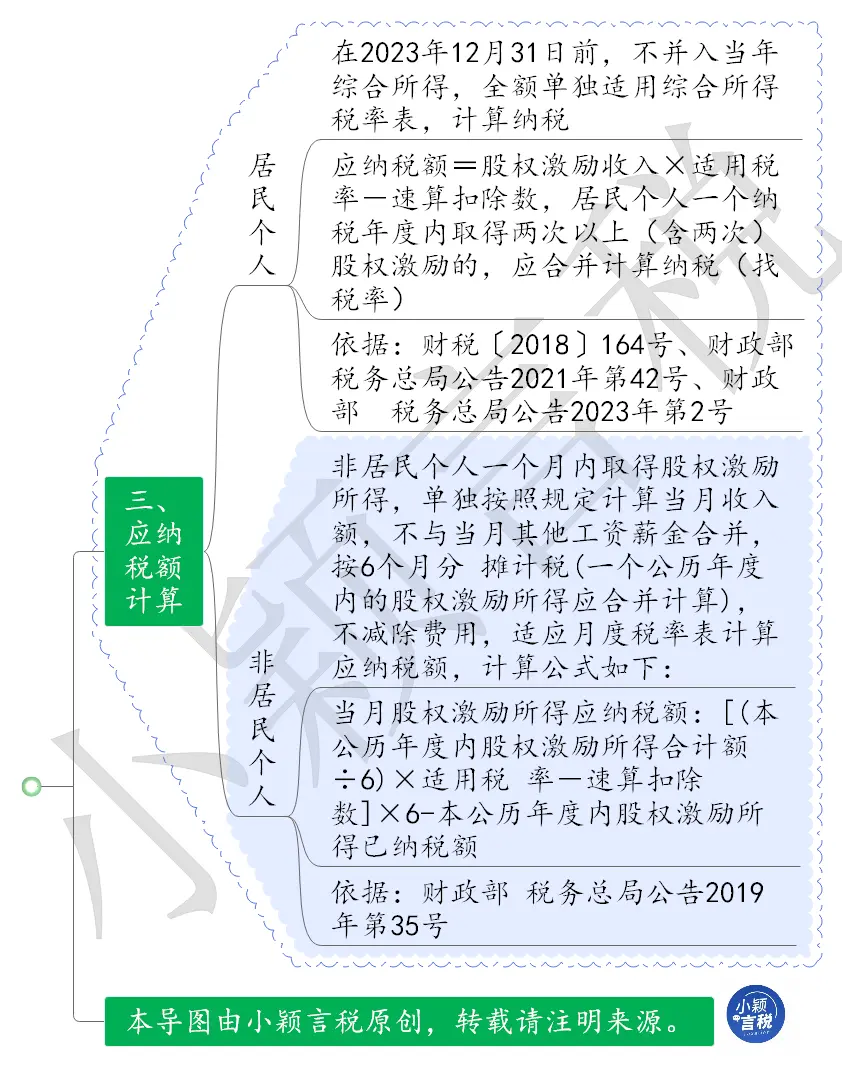 在2023年12月31日前，不并入当年
综合所得，全额单独适用综合所得
税率表，计算纳税
居民个人
应纳税额＝股权激励收入×适用税
率－速算扣除数，居民个人一个纳
税年度内取得两次以上（含两次）
股权激励的，应合并计算纳税（找
税率）
依据：财税〔2018〕164号、财政部
税务总局公告2021年第42号、财政
部 税务总局公告2023年第2号
三、
应纳
税额
计算
非居民个人一个月内取得股权激励
所得，单独按照规定计算当月收入
额，不与当月其他工资薪金合并，
按6个月分 摊计税(一个公历年度
内的股权激励所得应合并计算)，
不减除费用，适应月度税率表计算
应纳税额，计算公式如下：
非居民个人
当月股权激励所得应纳税额：[(本
公历年度内股权激励所得合计额
÷6)×适用税 率－速算扣除
数]×6-本公历年度内股权激励所
得已纳税额
依据：财政部 税务总局公告2019
年第35号
本导图由小颖言税原创，转载请注明来源。
小颖
言税
小颖言税